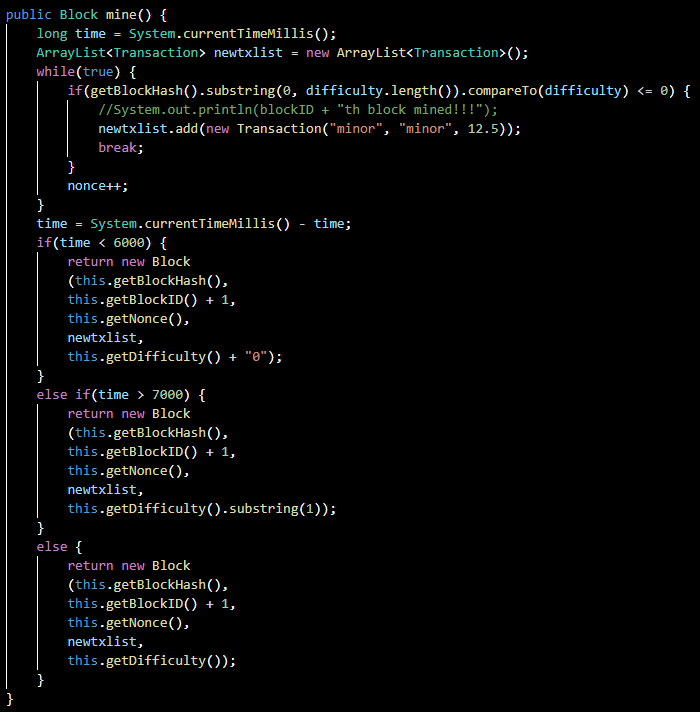 public Block mine() {
long time = System.currentTimeMillis();
ArrayList<Transaction> newtxlist = new ArrayList<Transaction>();
while(true) {
if(getBlockHash().substring(0, difficulty.length()).compareTo(difficulty) <= 0) {
//System.out.println(blockID + "th block mined!!!");
newtxlist.add(new Transaction("minor", "minor", 12.5));
break;
}
nonce++;
}
time = System.currentTimeMillis() - time;
if(time < 6000) {
return new Block
(this.getBlockHash(),
this.getBlockID() + 1,
this.getNonce(),
newtxlist,
this.getDifficulty() + "0");
}
else if(time > 7000) {
return new Block
(this.getBlockHash(),
this.getBlockID() + 1,
this.getNonce(),
newtxlist,
this.getDifficulty().substring(1));
}
else {
return new Block
(this.getBlockHash(),
this.getBlockID() + 1,
this.getNonce(),
newtxlist,
this.getDifficulty());
}
}